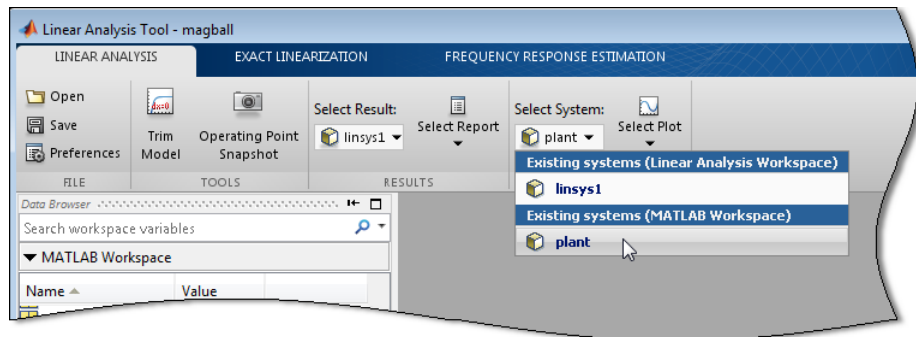 Linear Analysis Tool - magball
LINEAR ANALYSIS
EXACT LINEARIZATION
FREQUENCY RESPONSE ESTIMATION
Open
Save
Preferences
FILE
dx=0
Trim
Model
Operating Point
Snapshot
TOOLS
Select Result:
linsys1
Select Report
RESULTS
Select System:
plant
Select Plot
Existing systems (Linear Analysis Workspace)
linsys1
Existing systems (MATLAB Workspace)
plant
Data Browser
Search workspace variables
MATLAB Workspace
Name
Value